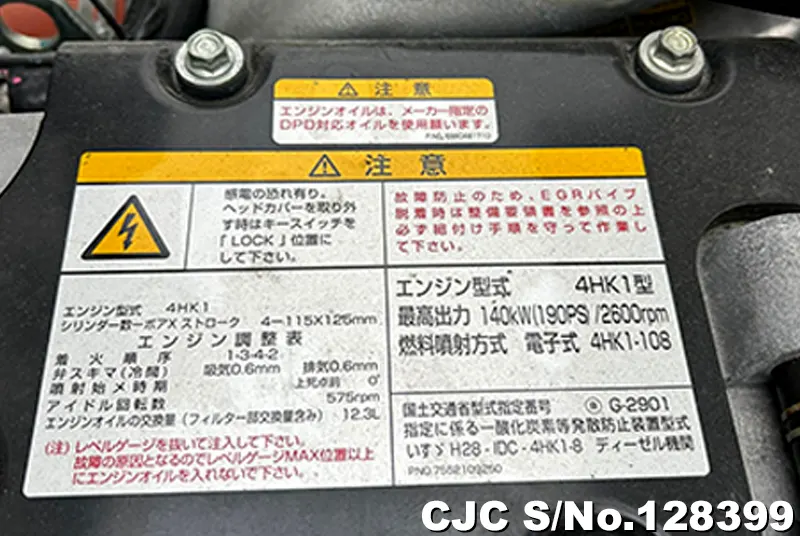 ⚠ 注 意
エンジンオイルは、メーカー指定の
DPD対応オイルを使用願います。
⚠ 注 意
感電の恐れ有り。
ヘッドカバーを取り外
す時はキースイッチを
「LOCK」位置に
して下さい。
故障防止のため、EGRパイプ
脱着時は整備要領書を参照の上
必ず組付け手順を守って作業し
て下さい。
エンジン型式 4HK1
シリンダー数ーボアX ストローク 4-115X125mm
エンジン調整表
着火順序 1-3-4-2
弁スキマ(冷間) 吸気0.6mm 排気0.6mm
噴射始メ時期 上死点前 0°
アイドル回転数 575rpm
エンジンオイルの交換量(フィルター部交換量含み) 12.3L
(注) レベルゲージを抜いて注入して下さい。
故障の原因となるのでレベルゲージMAX位置以上
にエンジンオイルを入れないで下さい。
エンジン型式 4HK1型
最高出力 140kW(190PS)/2600rpm
燃料噴射方式 電子式 4HK1-108
国土交通省型式指定番号 G-2901
指定に係る一酸化炭素等発散防止装置型式
いすゞ H28-IDC-4HK1-8 ディーゼル機関
P.NO.7552109250
CJC S/No.128399